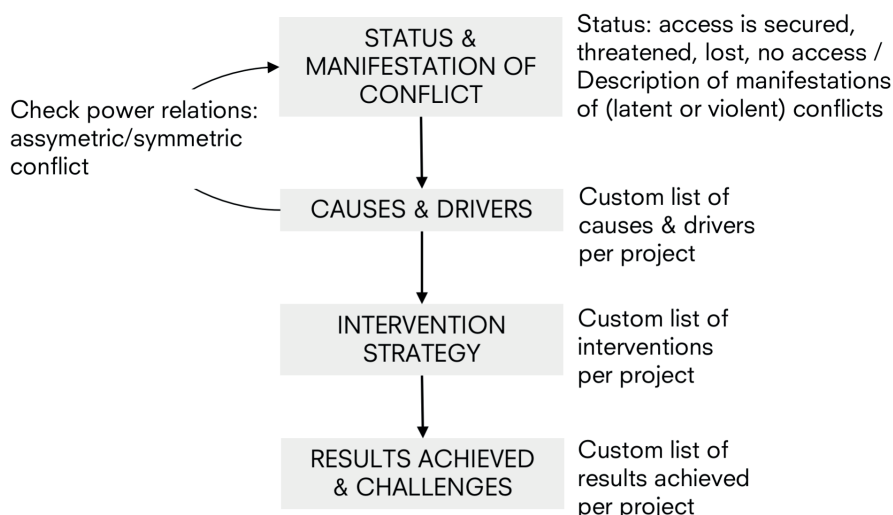 STATUS &
MANIFESTATION OF
CONFLICT
Status: access is secured,
threatened, lost, no access /
Description of manifestations
of (latent or violent) conflicts
Check power relations:
assymetric/symmetric
conflict
CAUSES & DRIVERS
Custom list of
causes & drivers
per project
INTERVENTION
STRATEGY
Custom list of
interventions
per project
RESULTS ACHIEVED
& CHALLENGES
Custom list of
results achieved
per project